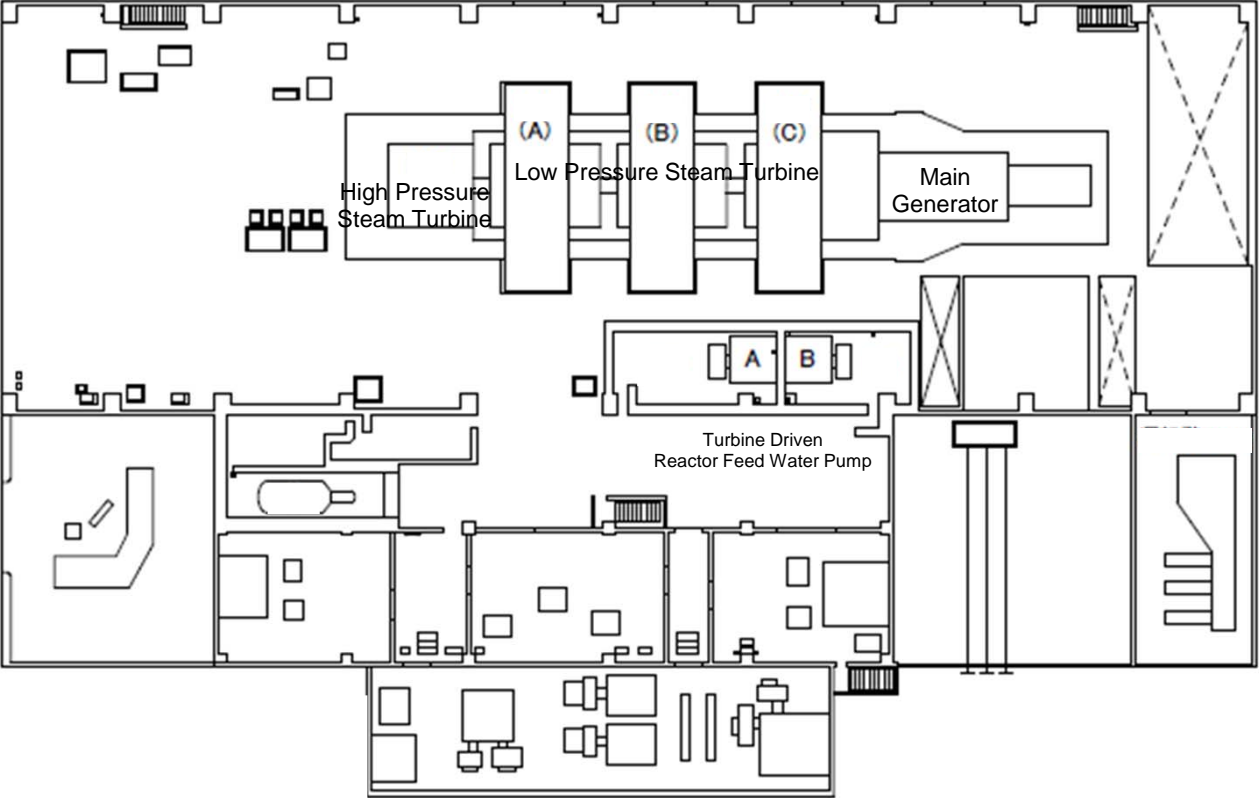 (A)
(B)
(C)
Low Pressure Steam Turbine
High Pressure
Steam Turbine
Main
Generator
A
B
Turbine Driven
Reactor Feed Water Pump